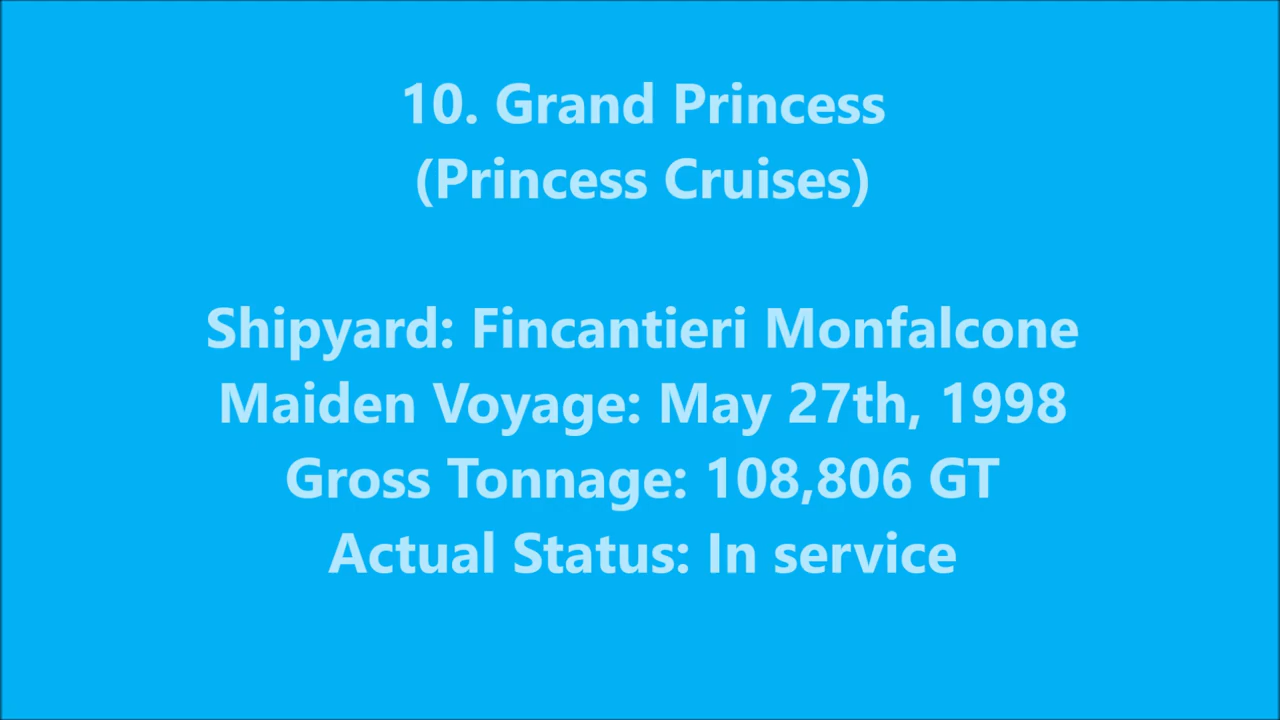 10. Grand Princess
(Princess Cruises)
Shipyard: Fincantieri Monfalcone
Maiden Voyage: May 27th, 1998
Gross Tonnage: 108,806 GT
Actual Status: In service